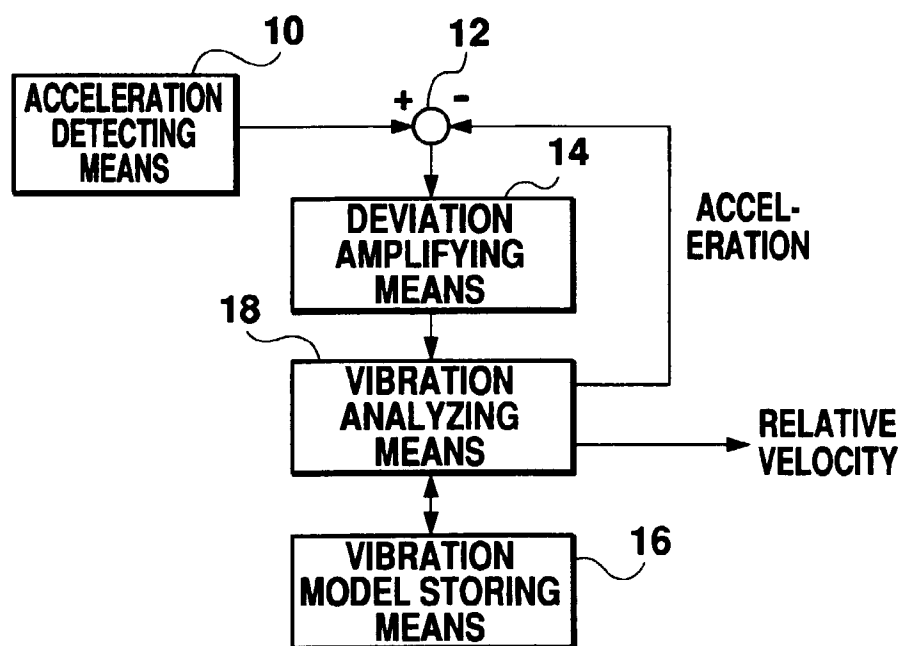 10
ACCELERATION
DETECTING
MEANS
12
+
-
14
DEVIATION
AMPLIFYING
MEANS
ACCEL-
ERATION
18
VIBRATION
ANALYZING
MEANS
RELATIVE
VELOCITY
16
VIBRATION
MODEL STORING
MEANS